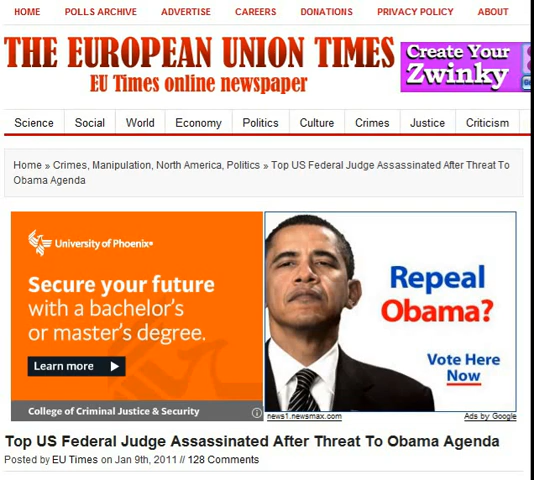 HOME POLLS ARCHIVE ADVERTISE CAREERS DONATIONS PRIVACY POLICY ABOUT
THE EUROPEAN UNION TIMES
EU Times online newspaper
Create Your
Zwinky
Science Social World Economy Politics Culture Crimes Justice Criticism
Home » Crimes, Manipulation, North America, Politics » Top US Federal Judge Assassinated After Threat To
Obama Agenda
University of Phoenix®
Secure your future
with a bachelor's
or master's degree.
Learn more
College of Criminal Justice & Security
Repeal
Obama?
Vote Here
Now
news1.newsmax.com
Ads by Google
Top US Federal Judge Assassinated After Threat To Obama Agenda
Posted by EU Times on Jan 9th, 2011 // 128 Comments